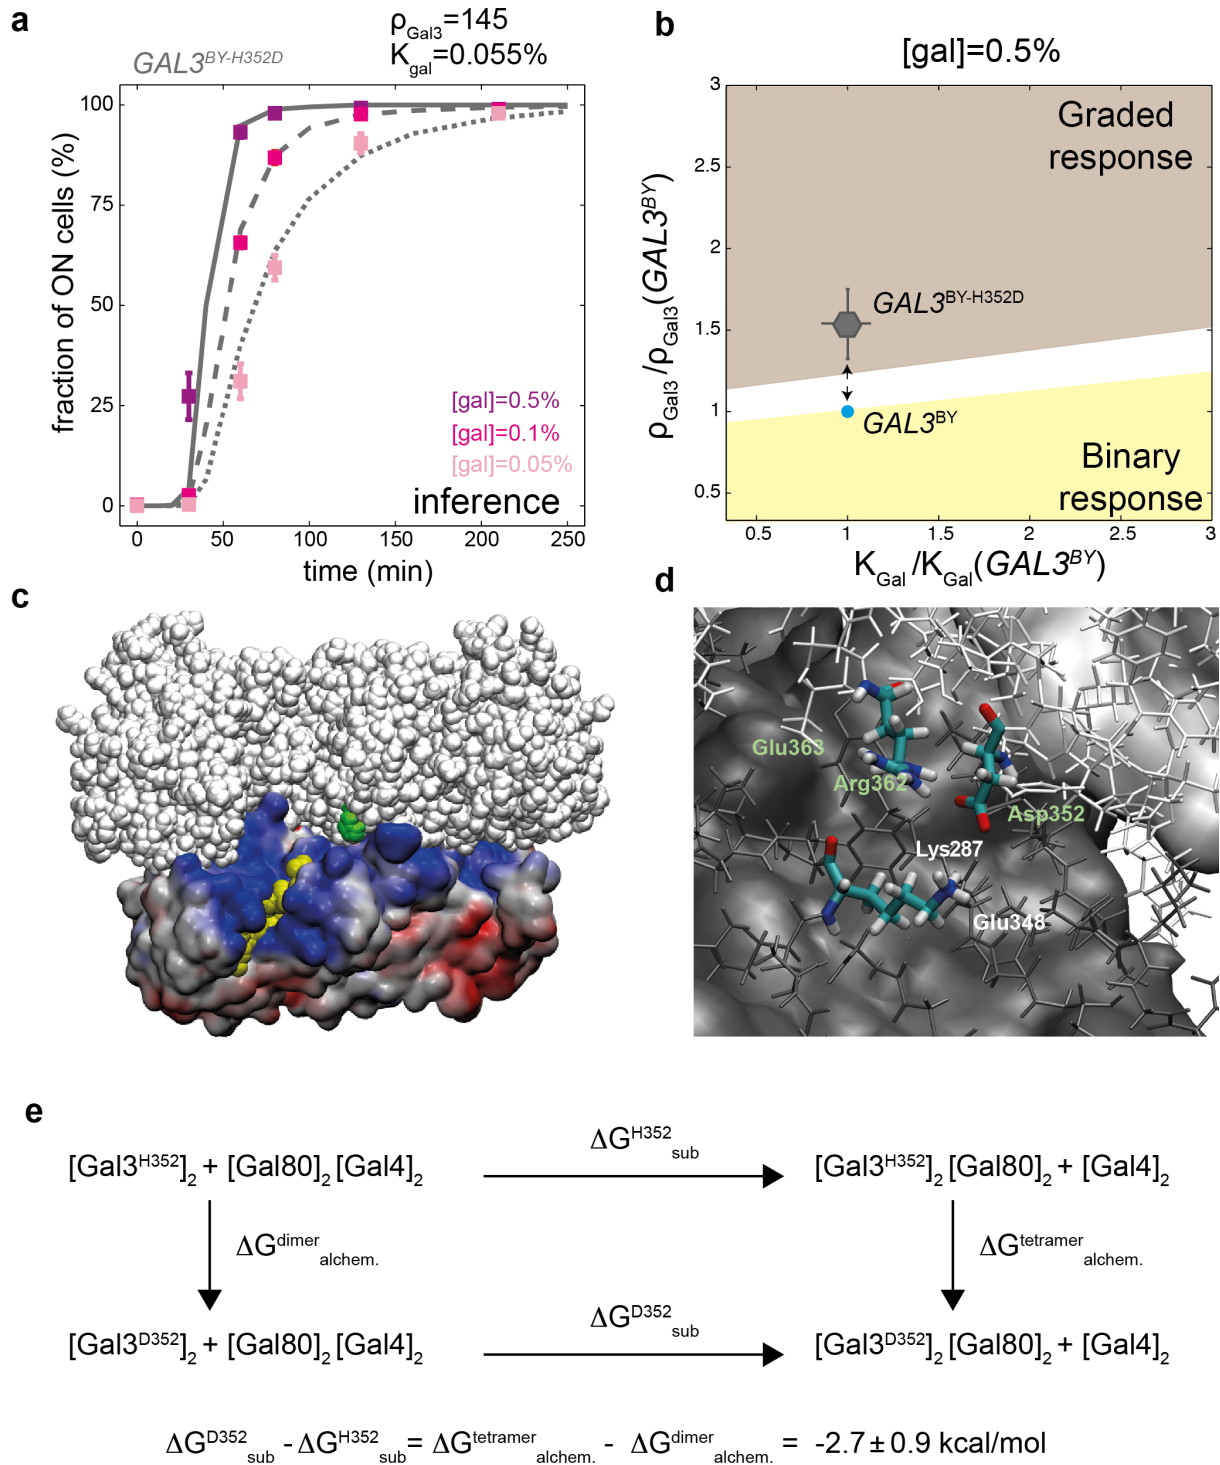 a
ρGal3=145
Kgal=0.055%
GAL3BY-H352D
100
75
50
25
0
fraction of ON cells (%)
[gal]=0.5%
[gal]=0.1%
[gal]=0.05%
inference
0 50 100 150 200 250
time (min)
b
[gal]=0.5%
3
2.5
2
1.5
1
0.5
ρGal3/ρGal3(GAL3BY)
Graded
response
GAL3BY-H352D
GAL3BY
Binary
response
0.5 1 1.5 2 2.5 3
KGal/KGal(GAL3BY)
c
d
Glu363
Arg362
Asp352
Lys287
Glu348
e
ΔGH352sub
[Gal3H352]2 + [Gal80]2 [Gal4]2 [Gal3H352]2 [Gal80]2 + [Gal4]2
ΔGdimeralchem. ΔGtetrameralchem.
ΔGD352sub
[Gal3D352]2 + [Gal80]2 [Gal4]2 [Gal3D352]2 [Gal80]2 + [Gal4]2
ΔGD352sub - ΔGH352sub = ΔGtetrameralchem. - ΔGdimeralchem. = -2.7 ± 0.9 kcal/mol